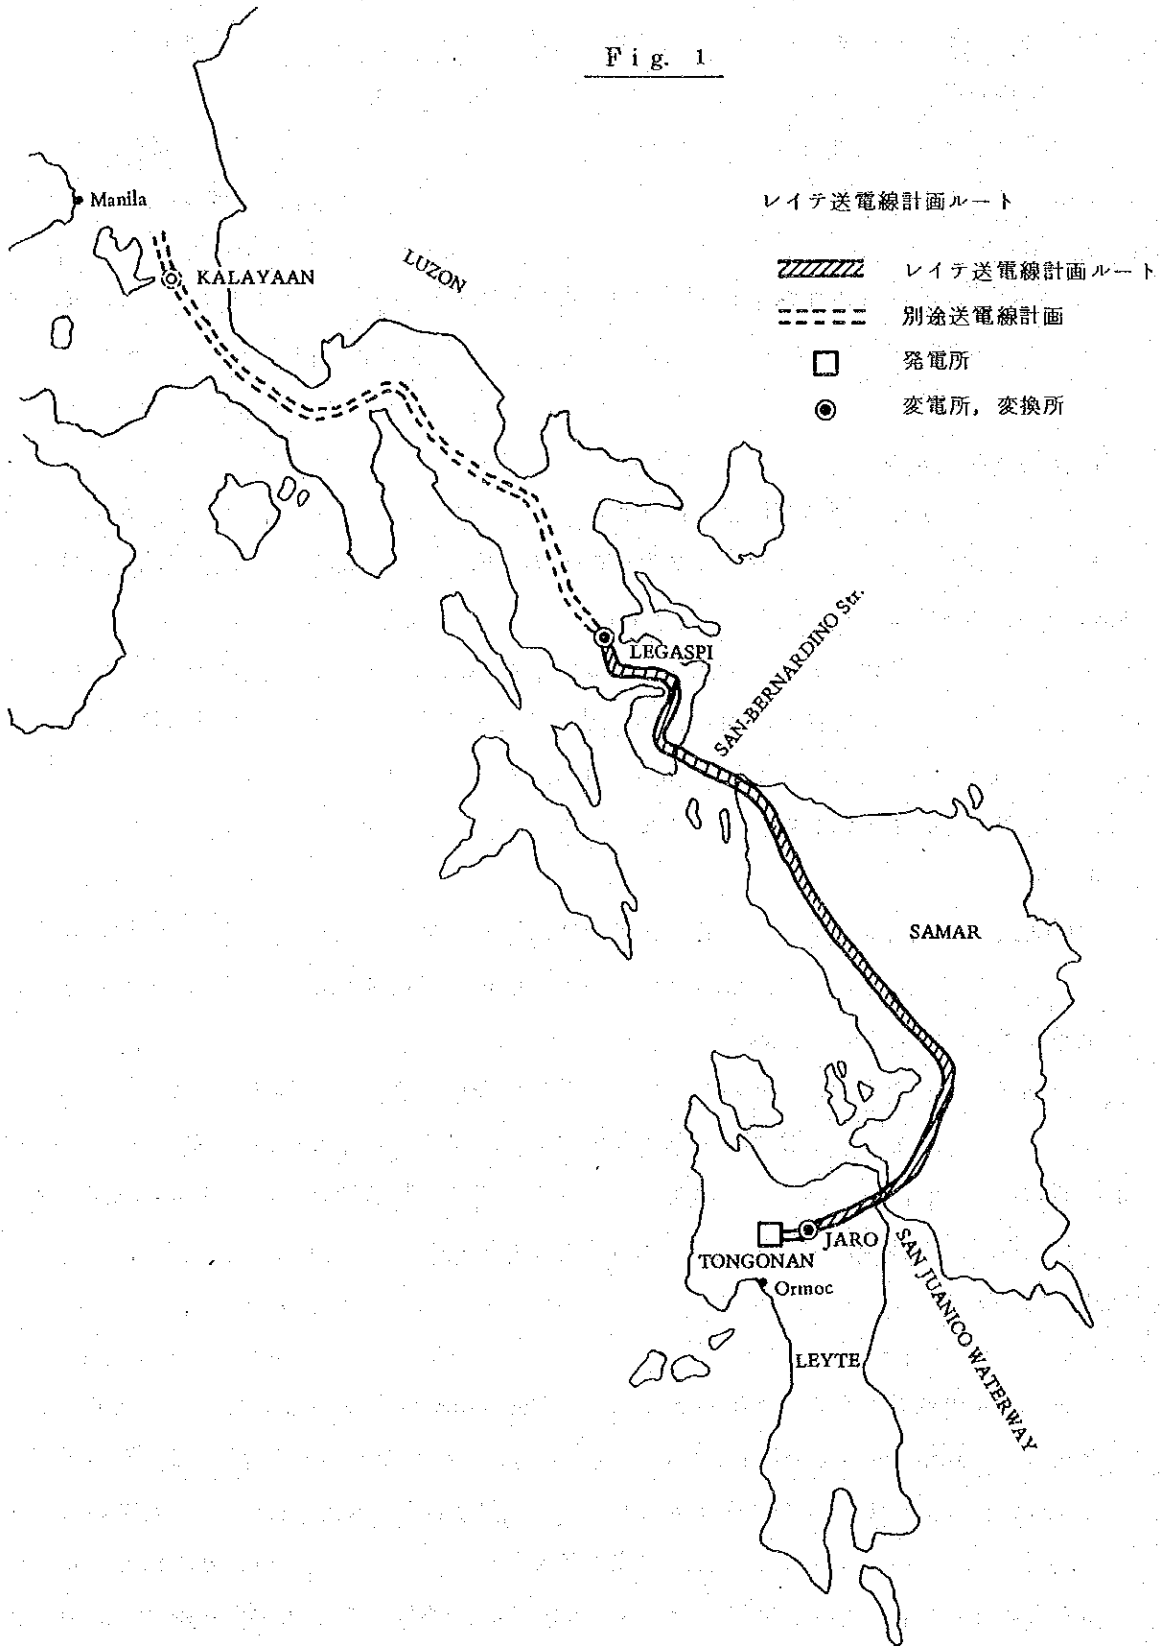 Fig. 1
Manila
KALAYAAN
LUZON
レイテ送電線計画ルート
レイテ送電線計画ルート
別途送電線計画
発電所
変電所，変換所
LEGASPI
SAN-BERNARDINO Str.
SAMAR
JARO
TONGONAN
Ormoc
SAN JUANICO WATERWAY
LEYTE